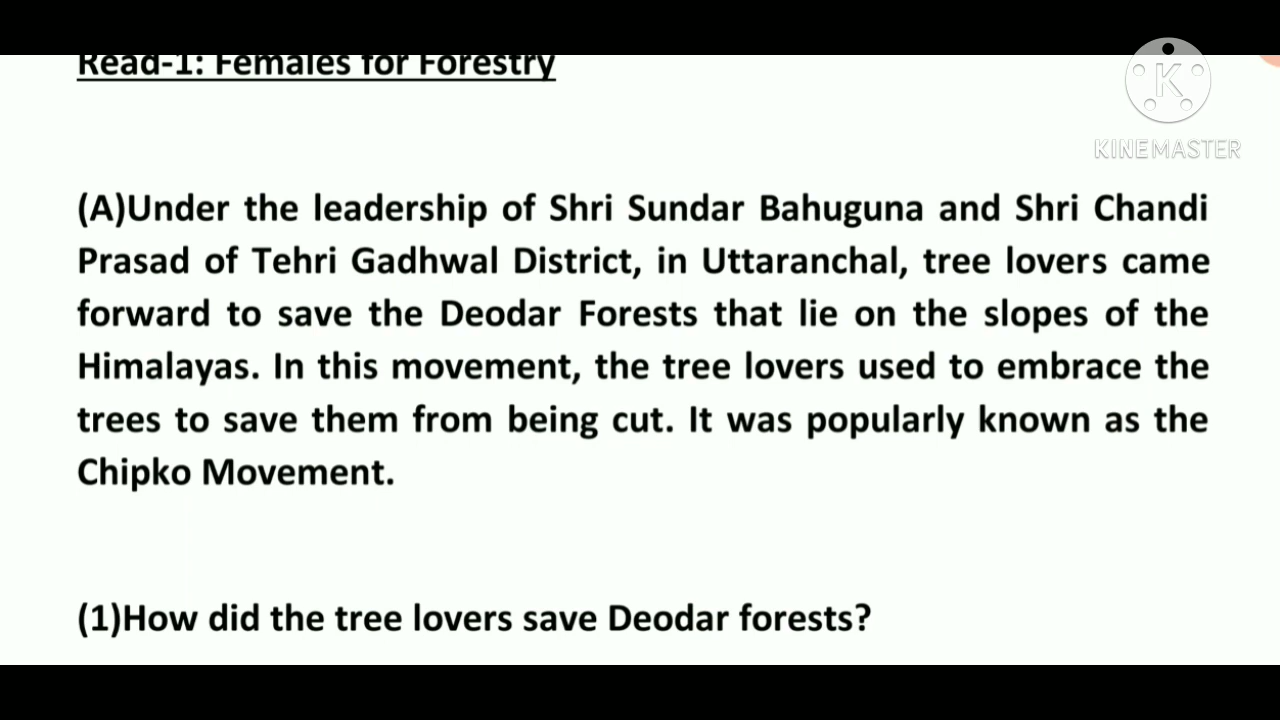 Read-1: Females for Forestry
KINEMASTER
(A)Under the leadership of Shri Sundar Bahuguna and Shri Chandi
Prasad of Tehri Gadhwal District, in Uttaranchal, tree lovers came
forward to save the Deodar Forests that lie on the slopes of the
Himalayas. In this movement, the tree lovers used to embrace the
trees to save them from being cut. It was popularly known as the
Chipko Movement.
(1)How did the tree lovers save Deodar forests?